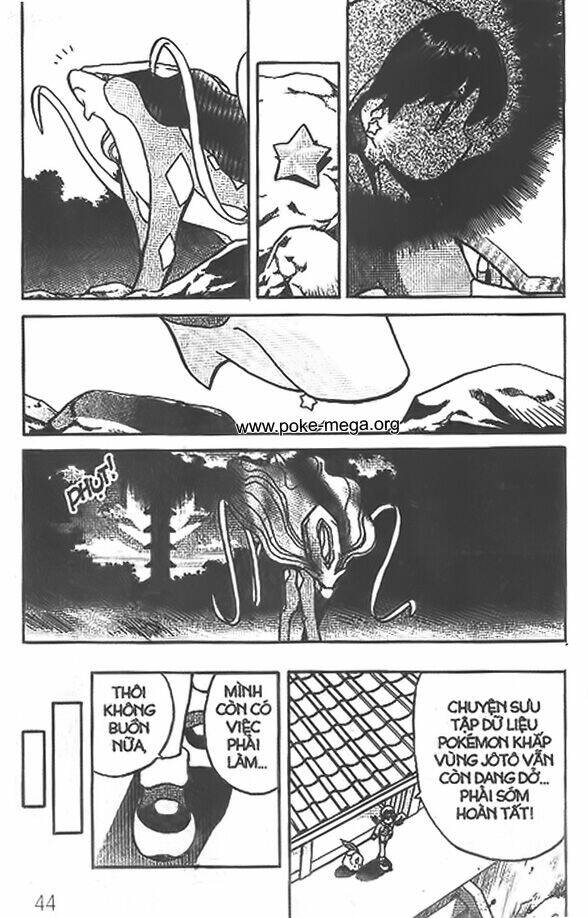 www.poke-mega.org
PHỤT!
THÔI
KHÔNG
BUỒN
NỮA,
MÌNH
CÒN CÓ
VIỆC
PHẢI
LÀM...
CHUYỆN SƯU
TẬP DỮ LIỆU
POKÉMON KHẮP
VÙNG JÔTÔ VẪN
CÒN DANG DỞ...
PHẢI SỚM
HOÀN TẤT!
44